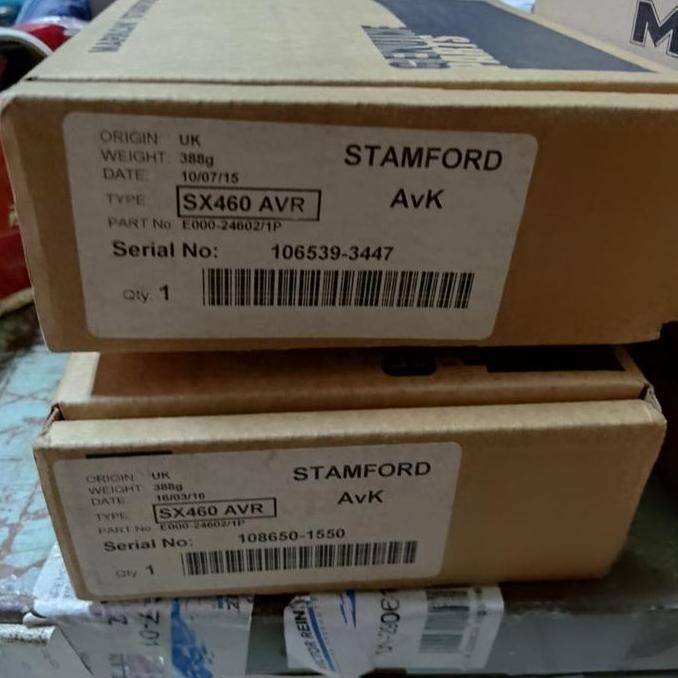 GENUINE
PARTS
M
ORIGIN: UK
WEIGHT: 388g
DATE: 10/07/15
TYPE: SX460 AVR
PART No E000-24602/1P
STAMFORD
AvK
Serial No: 106539-3447
Qty. 1
ORIGIN: UK
WEIGHT: 388g
DATE: 16/03/16
TYPE: SX460 AVR
PART No E000-24602/1P
STAMFORD
AvK
Serial No: 108650-1550
Qty 1